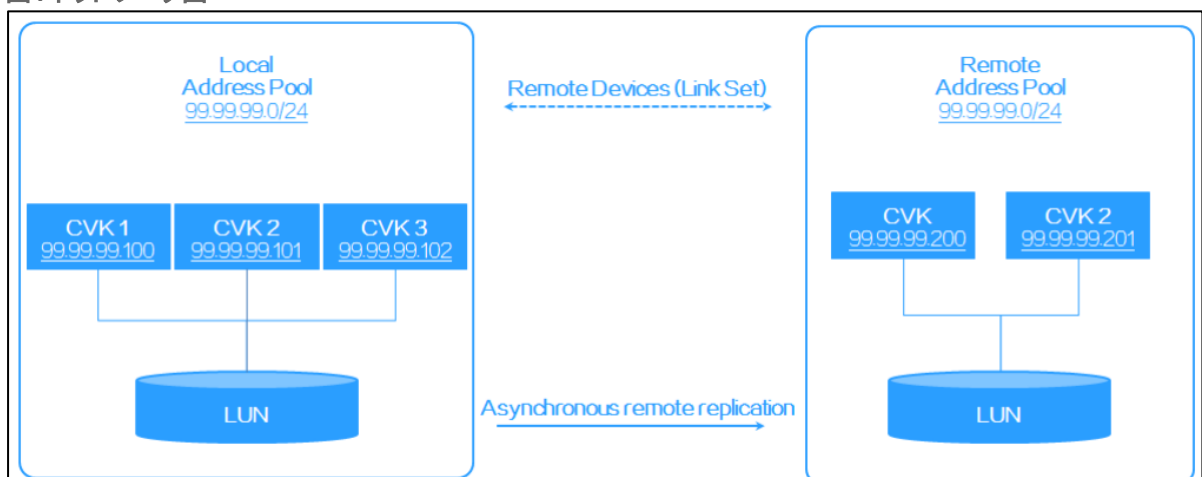 Local
Address Pool
99.99.99.0/24
Remote Devices (Link Set)
Remote
Address Pool
99.99.99.0/24
CVK 1
99.99.99.100
CVK 2
99.99.99.101
CVK 3
99.99.99.102
CVK
99.99.99.200
CVK 2
99.99.99.201
LUN
Asynchronous remote replication
LUN